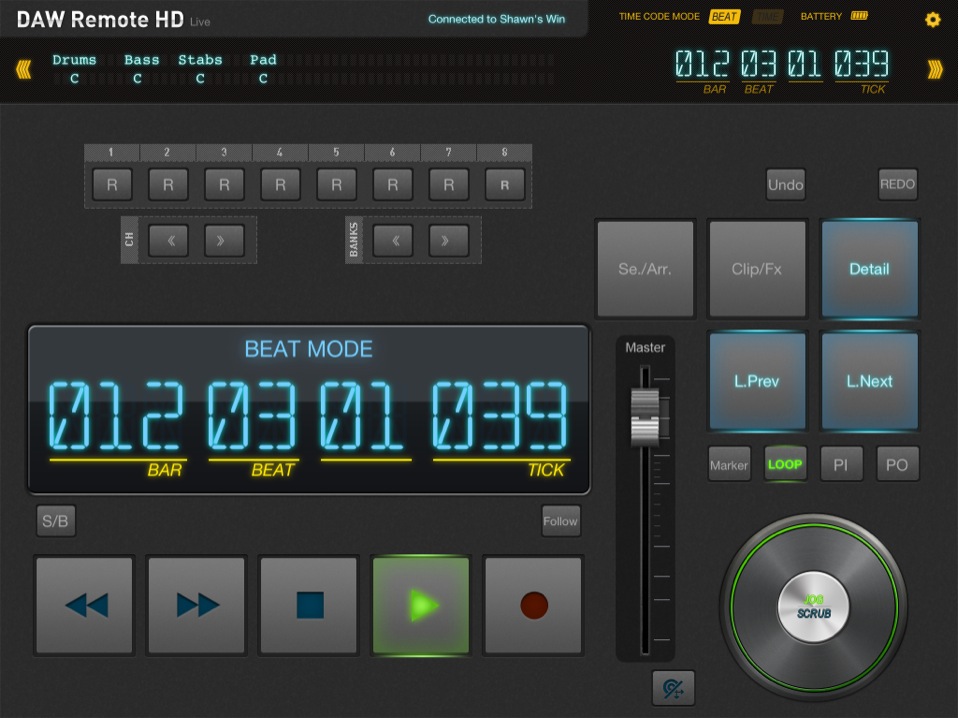 DAW Remote HD Live
Connected to Shawn's Win
TIME CODE MODE BEAT TIME BATTERY
Drums Bass Stabs Pad
C C C C
012 03 01 039
BAR BEAT TICK
1 2 3 4 5 6 7 8
R R R R R R R R
CH BANKS
Undo REDO
Se./Arr. Clip/Fx Detail
BEAT MODE
012 03 01 039
BAR BEAT TICK
Master
L.Prev L.Next
Marker LOOP PI PO
S/B Follow
JOG
SCRUB